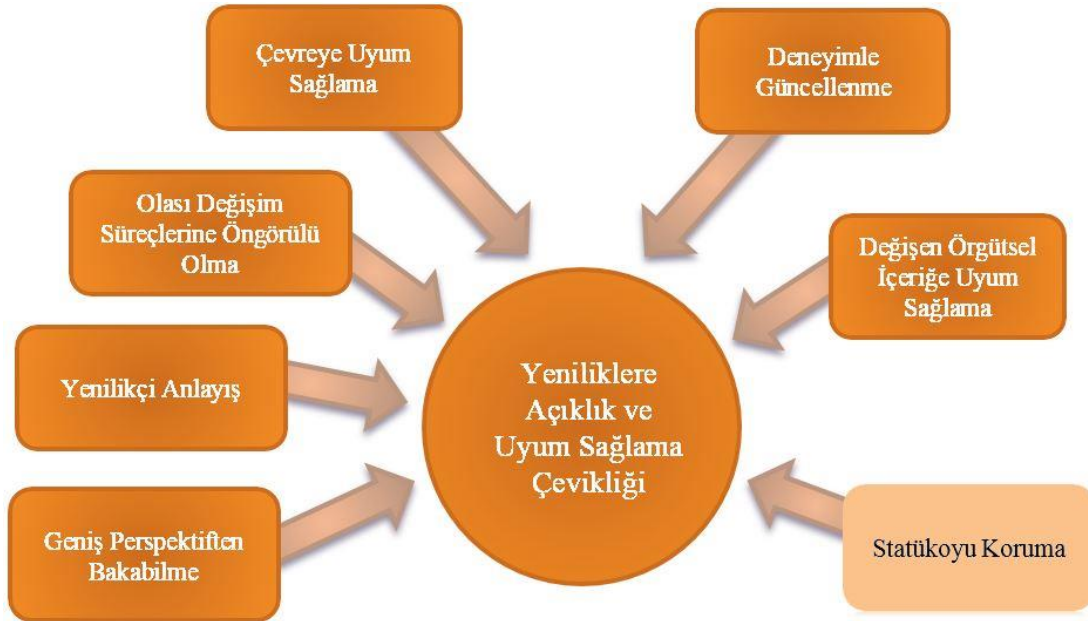 Çevreye Uyum
Sağlama
Deneyimle
Güncellenme
Olası Değişim
Süreçlerine Öngörülü
Olma
Değişen Örgütsel
İçeriğe Uyum
Sağlama
Yenilikçi Anlayış
Yeniliklere
Açıklık ve
Uyum Sağlama
Çevikliği
Geniş Perspektiften
Bakabilme
Statükoyu Koruma